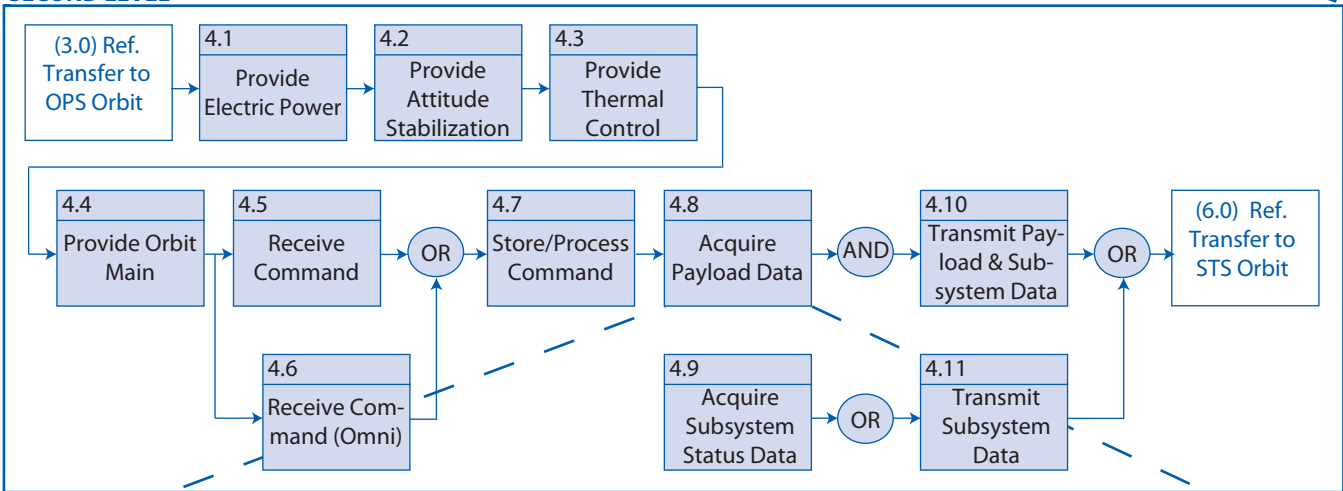 SECOND LEVEL
(3.0) Ref.
Transfer to
OPS Orbit
4.1
Provide
Electric Power
4.2
Provide
Attitude
Stabilization
4.3
Provide
Thermal
Control
4.4
Provide Orbit
Main
4.5
Receive
Command
OR
4.7
Store/Process
Command
4.8
Acquire
Payload Data
AND
4.10
Transmit Pay-
load & Sub-
system Data
OR
(6.0) Ref.
Transfer to
STS Orbit
4.6
Receive Com-
mand (Omni)
4.9
Acquire
Subsystem
Status Data
OR
4.11
Transmit
Subsystem
Data